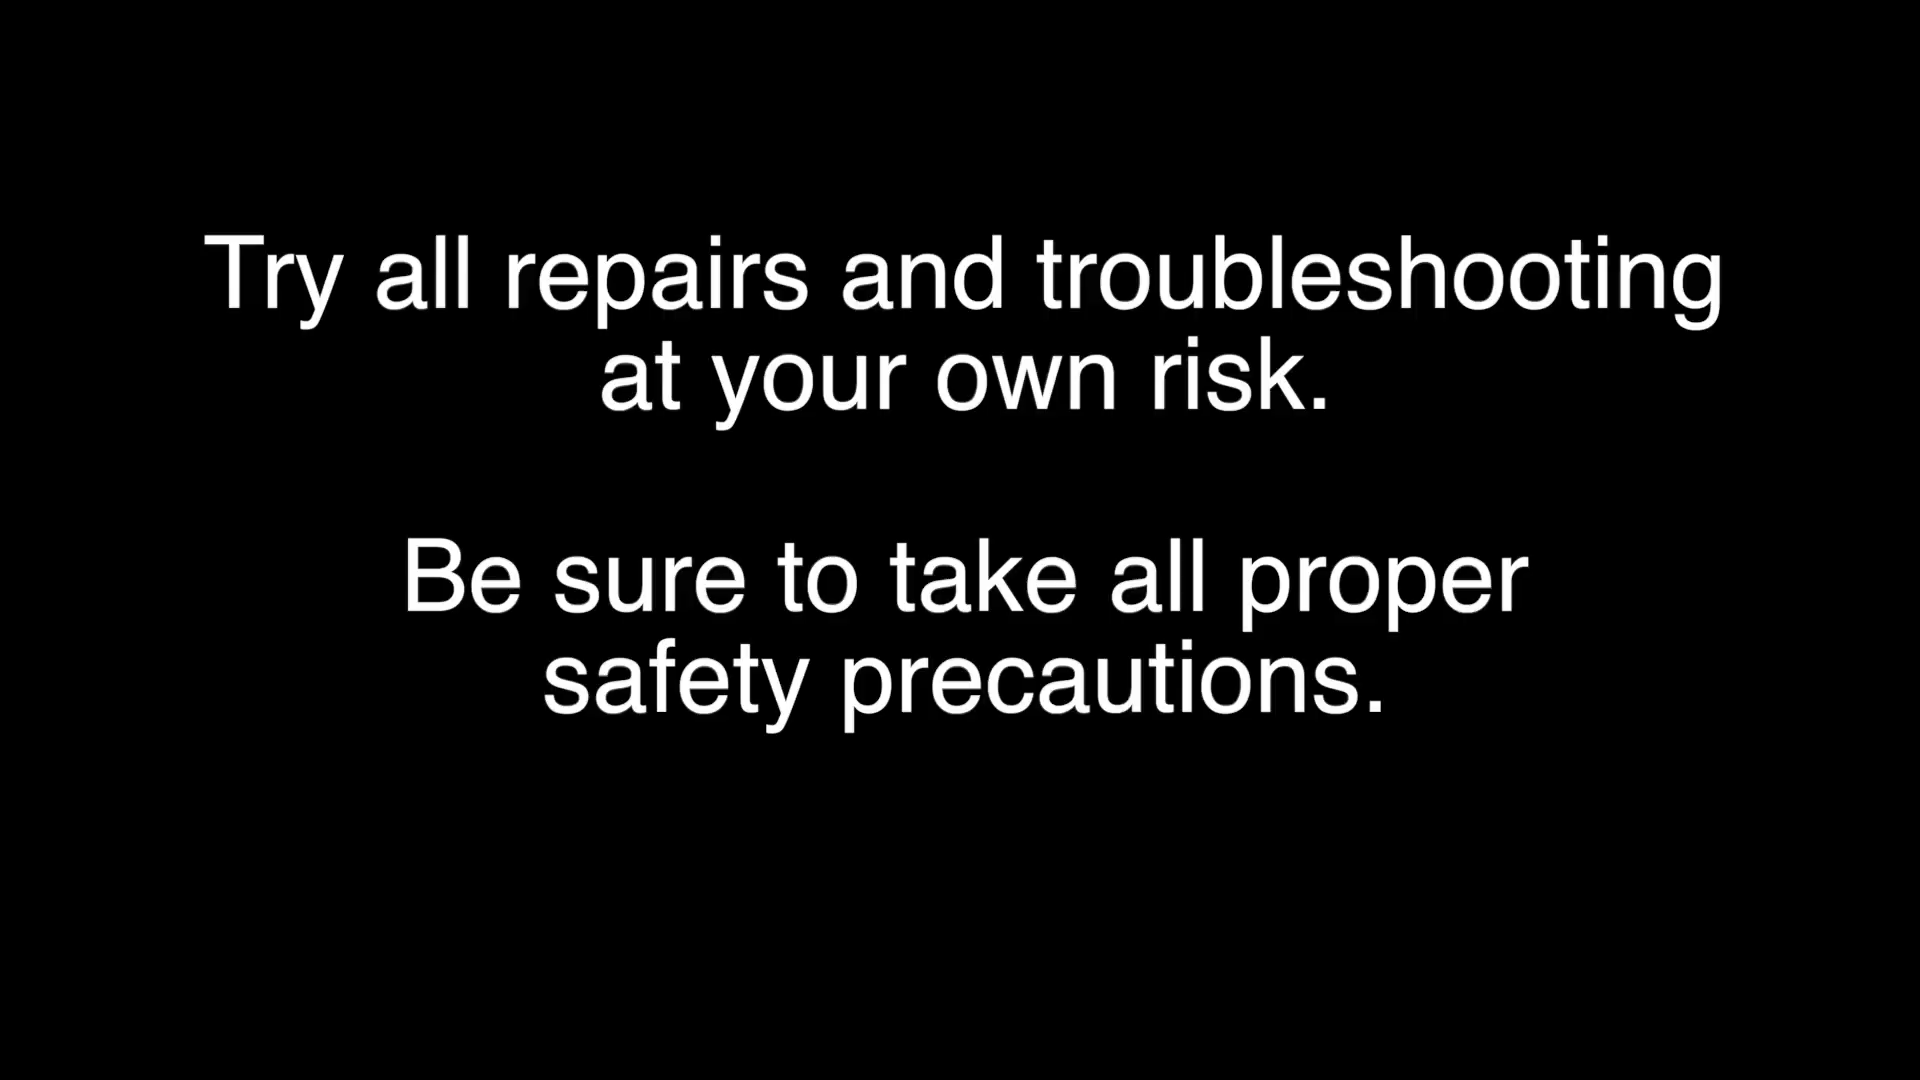 Try all repairs and troubleshooting
at your own risk.
Be sure to take all proper
safety precautions.